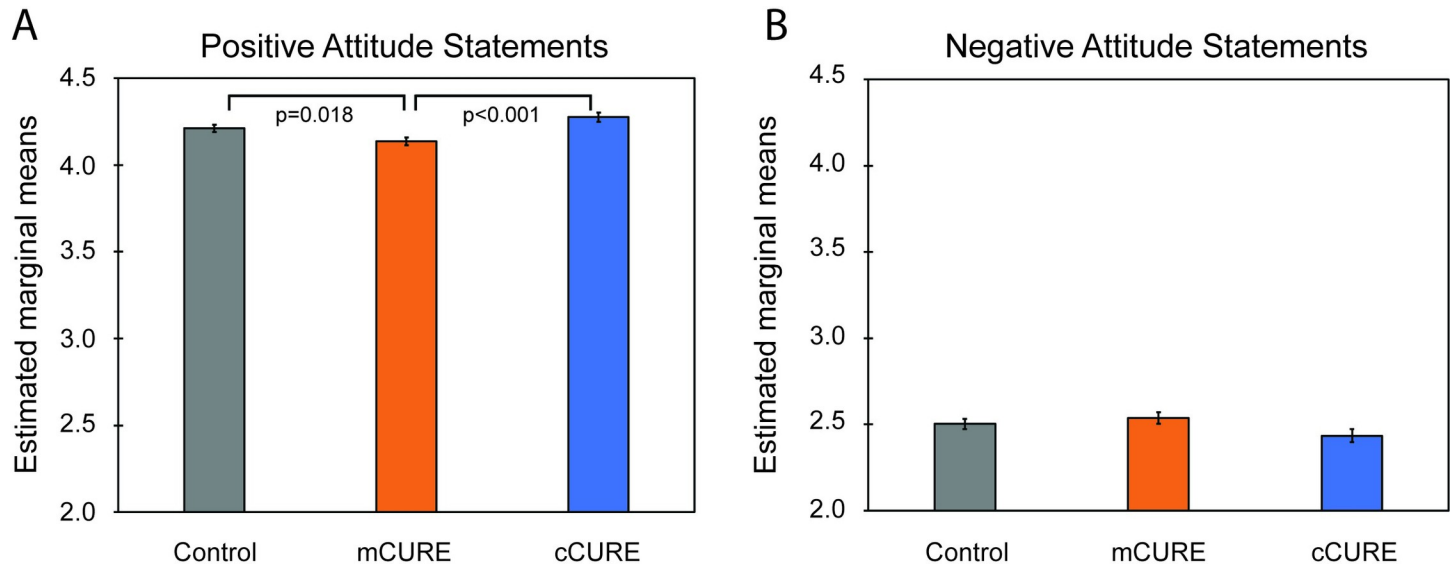 A
Positive Attitude Statements
Estimated marginal means
4.5
4.0
3.5
3.0
2.5
2.0
p=0.018
p<0.001
Control
mCURE
cCURE
B
Negative Attitude Statements
Estimated marginal means
4.5
4.0
3.5
3.0
2.5
2.0
Control
mCURE
cCURE